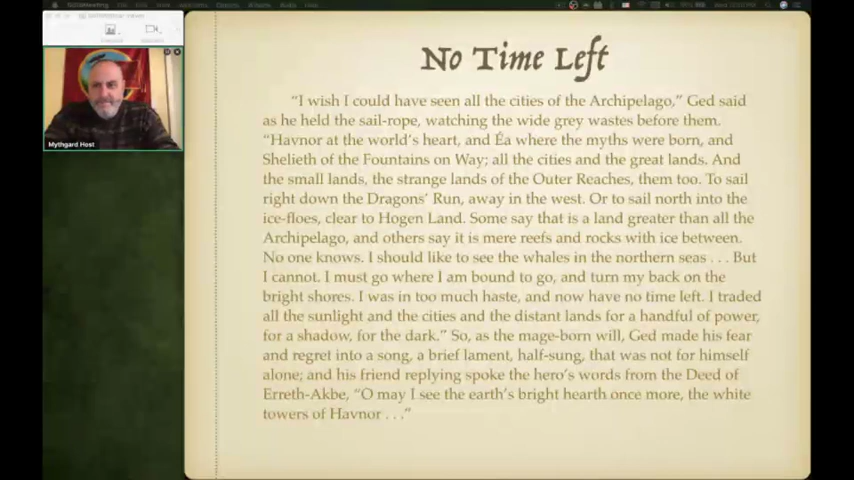 Mythgard Host
No Time Left
“I wish I could have seen all the cities of the Archipelago,” Ged said
as he held the sail-rope, watching the wide grey wastes before them.
“Havnor at the world’s heart, and Éa where the myths were born, and
Shelieth of the Fountains on Way; all the cities and the great lands. And
the small lands, the strange lands of the Outer Reaches, them too. To sail
right down the Dragons’ Run, away in the west. Or to sail north into the
ice-floes, clear to Hogen Land. Some say that is a land greater than all the
Archipelago, and others say it is mere reefs and rocks with ice between.
No one knows. I should like to see the whales in the northern seas . . . But
I cannot. I must go where I am bound to go, and turn my back on the
bright shores. I was in too much haste, and now have no time left. I traded
all the sunlight and the cities and the distant lands for a handful of power,
for a shadow, for the dark.” So, as the mage-born will, Ged made his fear
and regret into a song, a brief lament, half-sung, that was not for himself
alone; and his friend replying spoke the hero’s words from the Deed of
Erreth-Akbe, “O may I see the earth’s bright hearth once more, the white
towers of Havnor . . .”